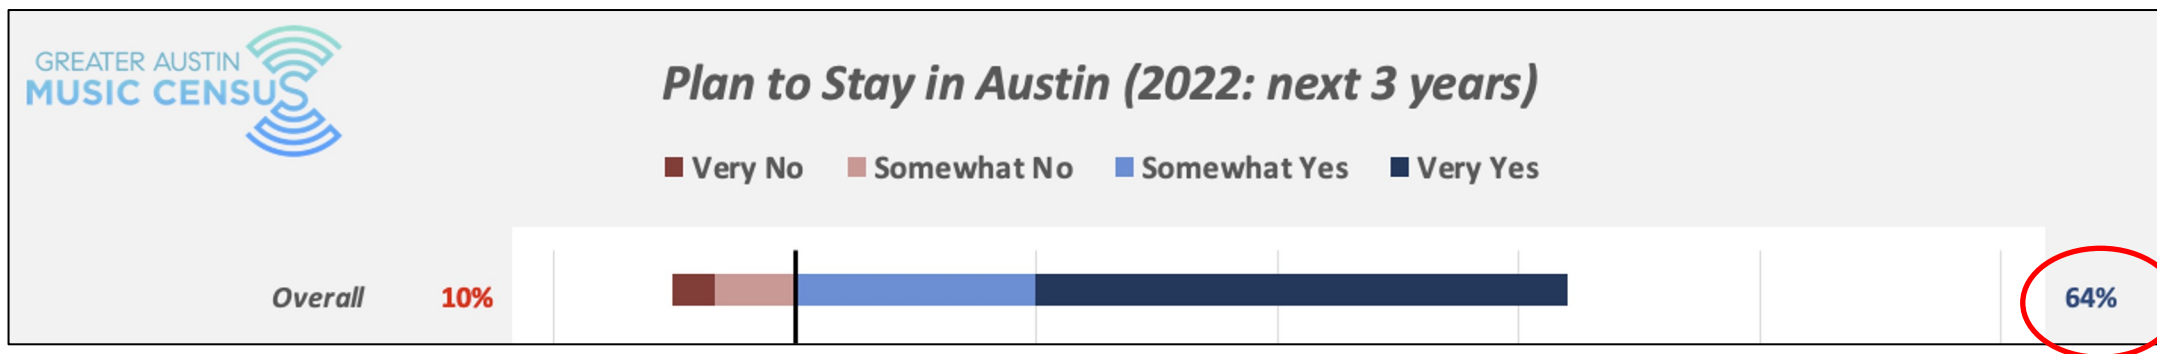 GREATER AUSTIN
MUSIC CENSUS
Plan to Stay in Austin (2022: next 3 years)
Very No Somewhat No Somewhat Yes Very Yes
Overall 10% 64%